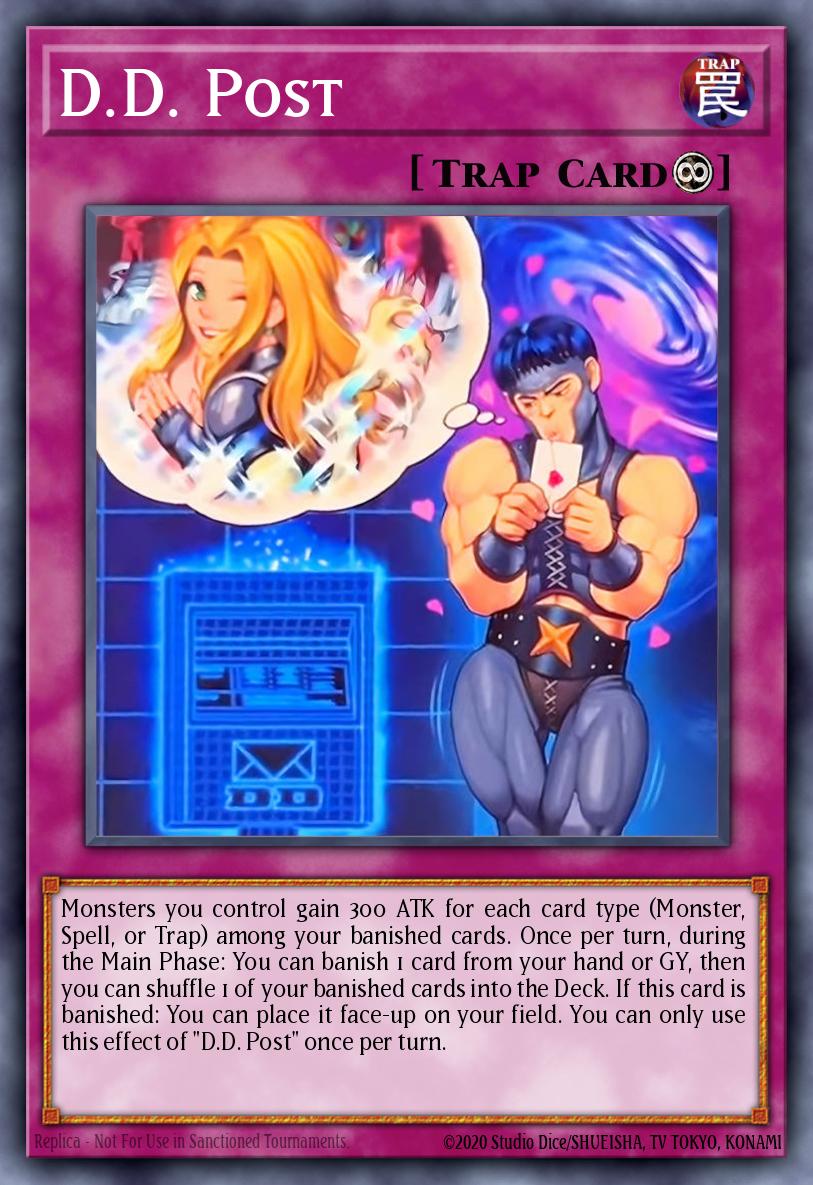 D.D. Post
TRAP
罠
[Trap Card]
DD
Monsters you control gain 300 ATK for each card type (Monster,
Spell, or Trap) among your banished cards. Once per turn, during
the Main Phase: You can banish 1 card from your hand or GY, then
you can shuffle 1 of your banished cards into the Deck. If this card is
banished: You can place it face-up on your field. You can only use
this effect of "D.D. Post" once per turn.
Replica - Not For Use in Sanctioned Tournaments.
©2020 Studio Dice/SHUEISHA, TV TOKYO, KONAMI